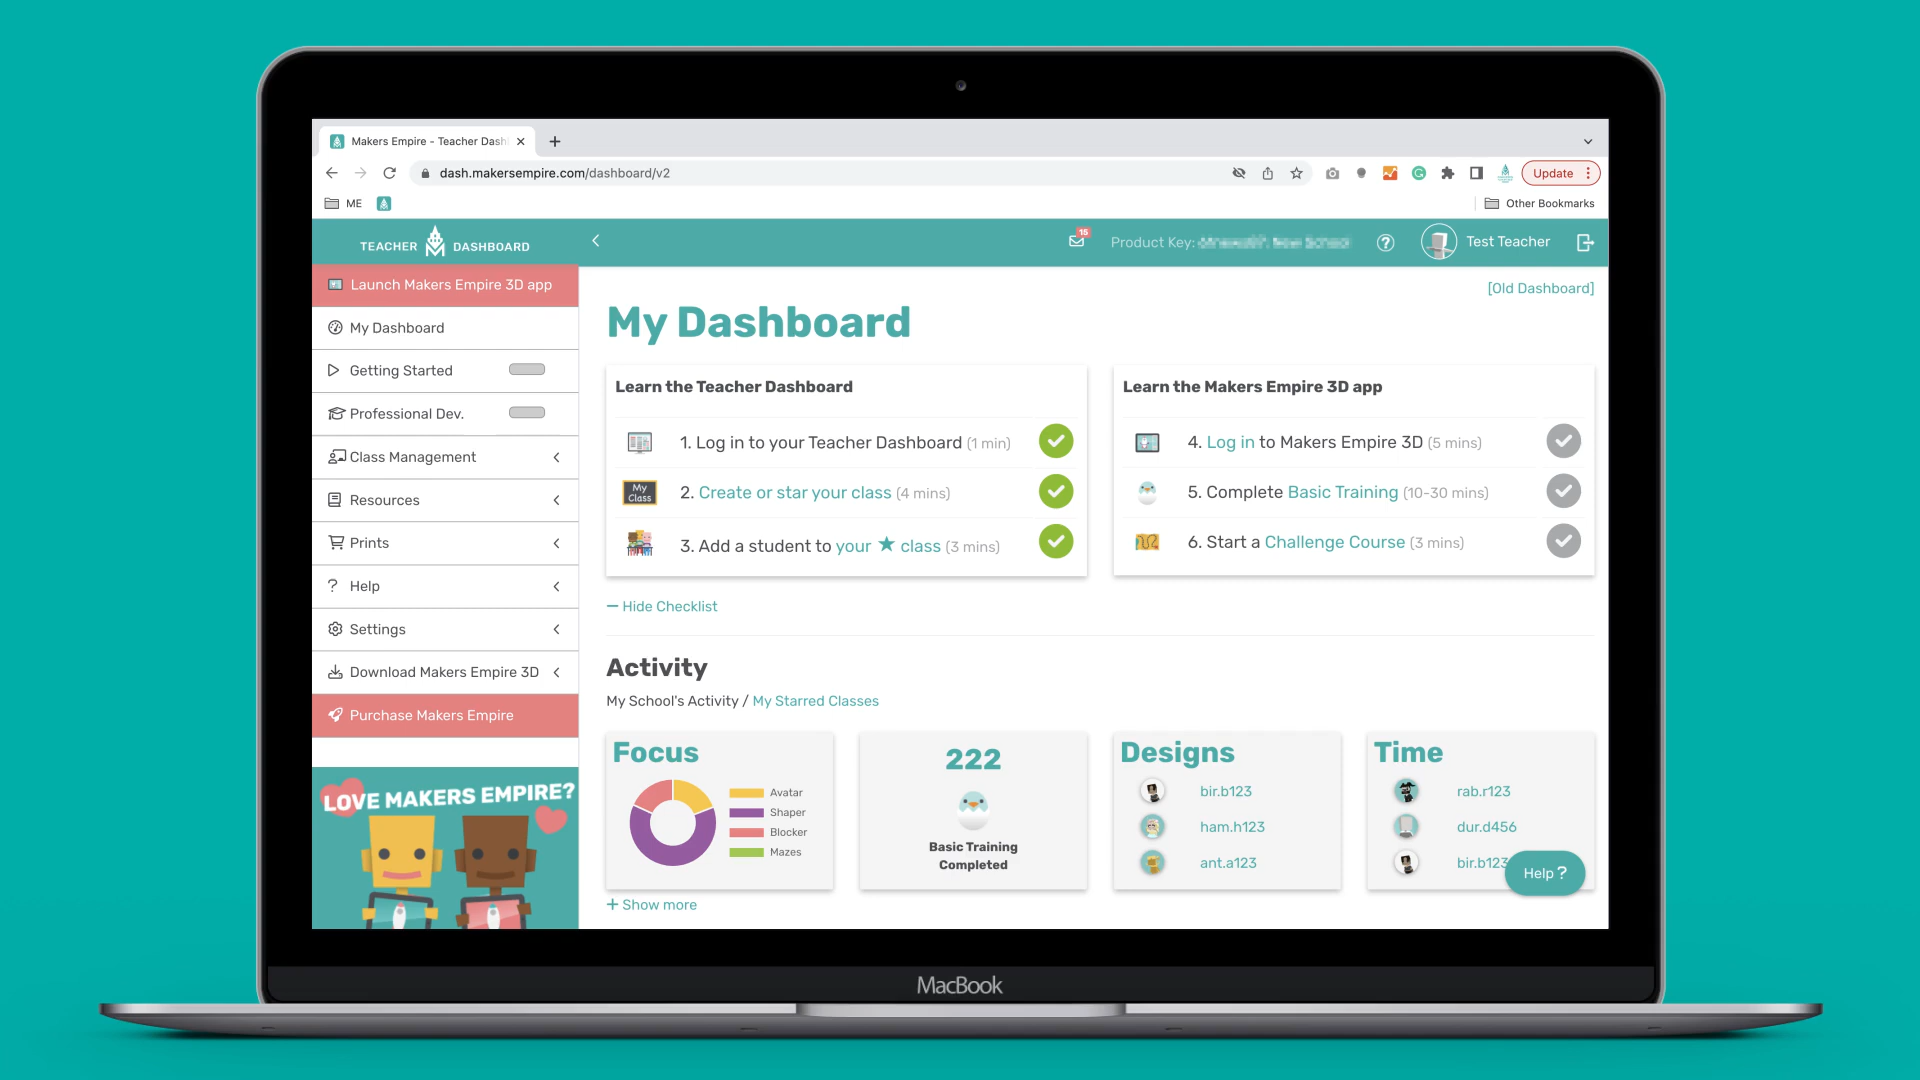 Makers Empire - Teacher Dash
dash.makersempire.com/dashboard/v2
Update
ME
Other Bookmarks
TEACHER DASHBOARD
15
Product Key:
?
Test Teacher
Launch Makers Empire 3D app
My Dashboard
Getting Started
Professional Dev.
Class Management
Resources
Prints
? Help
Settings
Download Makers Empire 3D
Purchase Makers Empire
LOVE MAKERS EMPIRE?
[Old Dashboard]
My Dashboard
Learn the Teacher Dashboard
1. Log in to your Teacher Dashboard (1 min)
My Class
2. Create or star your class (4 mins)
3. Add a student to your ★ class (3 mins)
Learn the Makers Empire 3D app
4. Log in to Makers Empire 3D (5 mins)
5. Complete Basic Training (10-30 mins)
6. Start a Challenge Course (3 mins)
— Hide Checklist
Activity
My School's Activity / My Starred Classes
Focus
Avatar
Shaper
Blocker
Mazes
222
Basic Training
Completed
Designs
bir.b123
ham.h123
ant.a123
Time
rab.r123
dur.d456
bir.b123
Help ?
+ Show more
MacBook